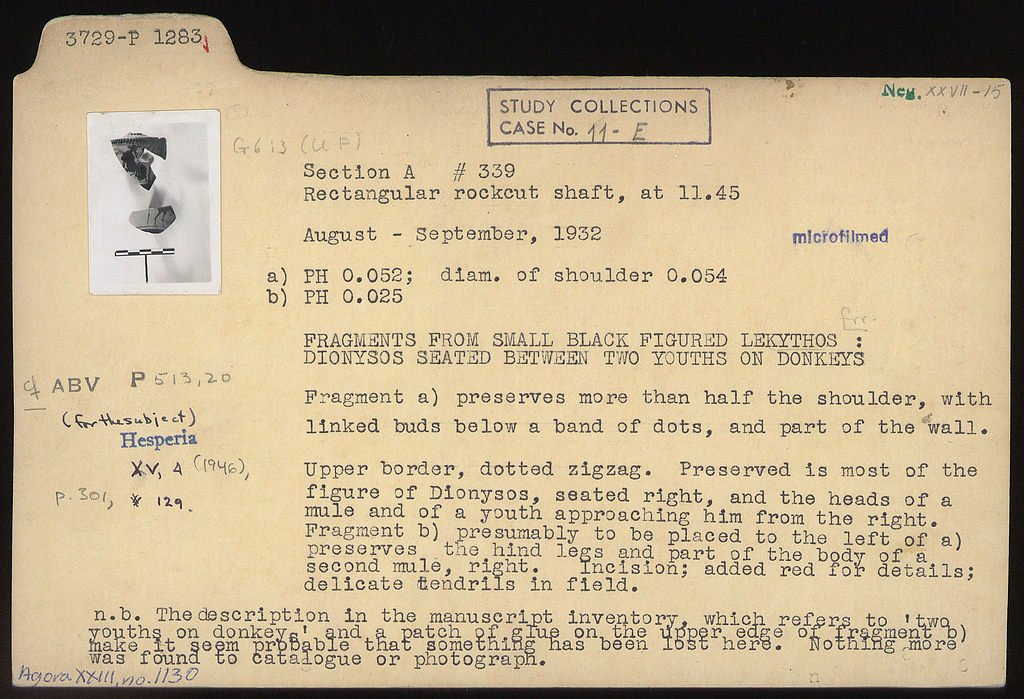 3729-P 1283
Neg. XXVII-15
STUDY COLLECTIONS
CASE No. 11-E
G 6:3 (UF)
Section A # 339
Rectangular rockcut shaft, at 11.45
August - September, 1932
microfilmed
a) PH 0.052; diam. of shoulder 0.054
b) PH 0.025
frr.
FRAGMENTS FROM SMALL BLACK FIGURED LEKYTHOS :
DIONYSOS SEATED BETWEEN TWO YOUTHS ON DONKEYS
cf ABV P 513,20
(for the subject)
Hesperia
XV, 4 (1946),
p. 301, # 129.
Fragment a) preserves more than half the shoulder, with
linked buds below a band of dots, and part of the wall.
Upper border, dotted zigzag. Preserved is most of the
figure of Dionysos, seated right, and the heads of a
mule and of a youth approaching him from the right.
Fragment b) presumably to be placed to the left of a)
preserves the hind legs and part of the body of a
second mule, right. Incision; added red for details;
delicate tendrils in field.
n.b. The description in the manuscript inventory, which refers to 'two
youths on donkeys' and a patch of glue on the upper edge of fragment b)
make it seem probable that something has been lost here. Nothing more
was found to catalogue or photograph.
Agora XXIII, no. 1130